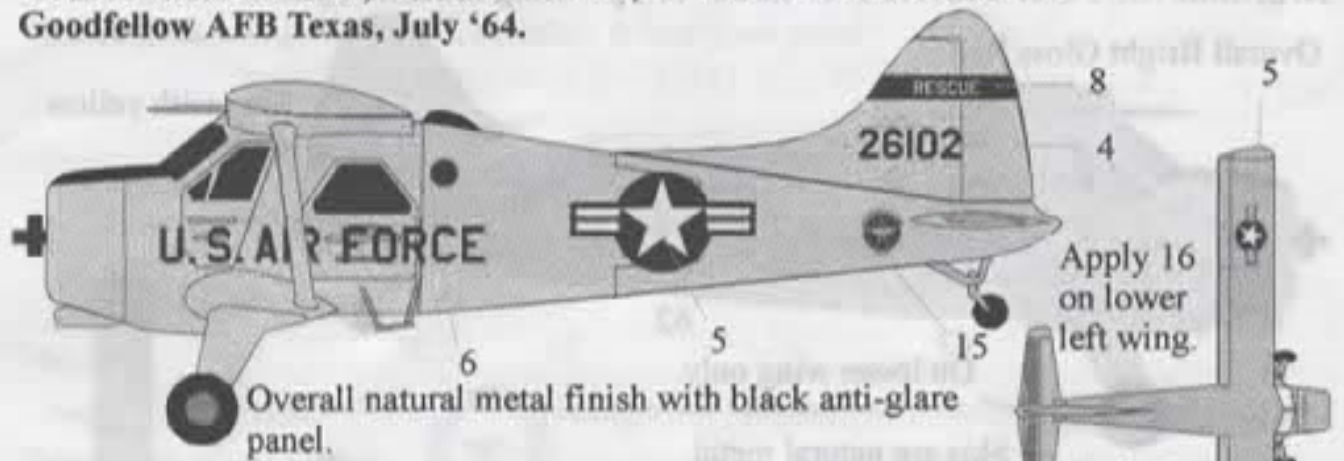 Goodfellow AFB Texas, July ‘64.
RESCUE
8
5
26102
4
U.S. AIR FORCE
Apply 16
on lower
left wing.
6
5
15
Overall natural metal finish with black anti-glare
panel.